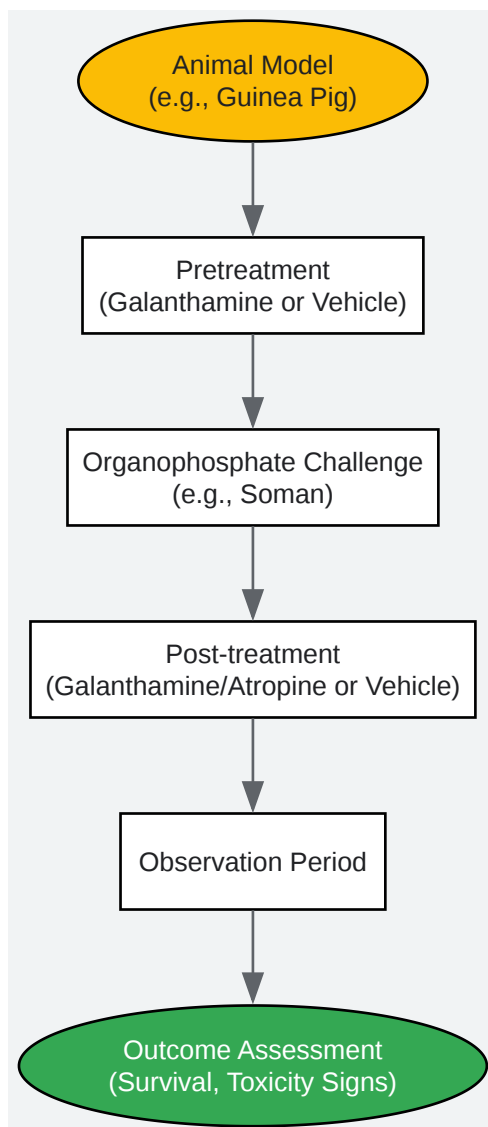 Animal Model
(e.g., Guinea Pig)
Pretreatment
(Galanthamine or Vehicle)
Organophosphate Challenge
(e.g., Soman)
Post-treatment
(Galanthamine/Atropine or Vehicle)
Observation Period
Outcome Assessment
(Survival, Toxicity Signs)